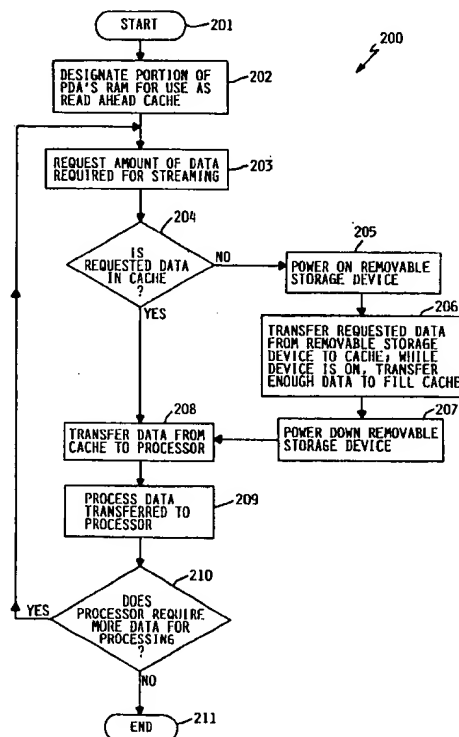 START
201
200
DESIGNATE PORTION OF
PDA'S RAM FOR USE AS
READ AHEAD CACHE
202
REQUEST AMOUNT OF DATA
REQUIRED FOR STREAMING
203
204
IS
REQUESTED DATA
IN CACHE
?
NO
YES
205
POWER ON REMOVABLE
STORAGE DEVICE
206
TRANSFER REQUESTED DATA
FROM REMOVABLE STORAGE
DEVICE TO CACHE; WHILE
DEVICE IS ON, TRANSFER
ENOUGH DATA TO FILL CACHE
207
POWER DOWN REMOVABLE
STORAGE DEVICE
208
TRANSFER DATA FROM
CACHE TO PROCESSOR
PROCESS DATA
TRANSFERRED TO
PROCESSOR
209
210
DOES
PROCESSOR REQUIRE
MORE DATA FOR
PROCESSING
?
YES
NO
END
211